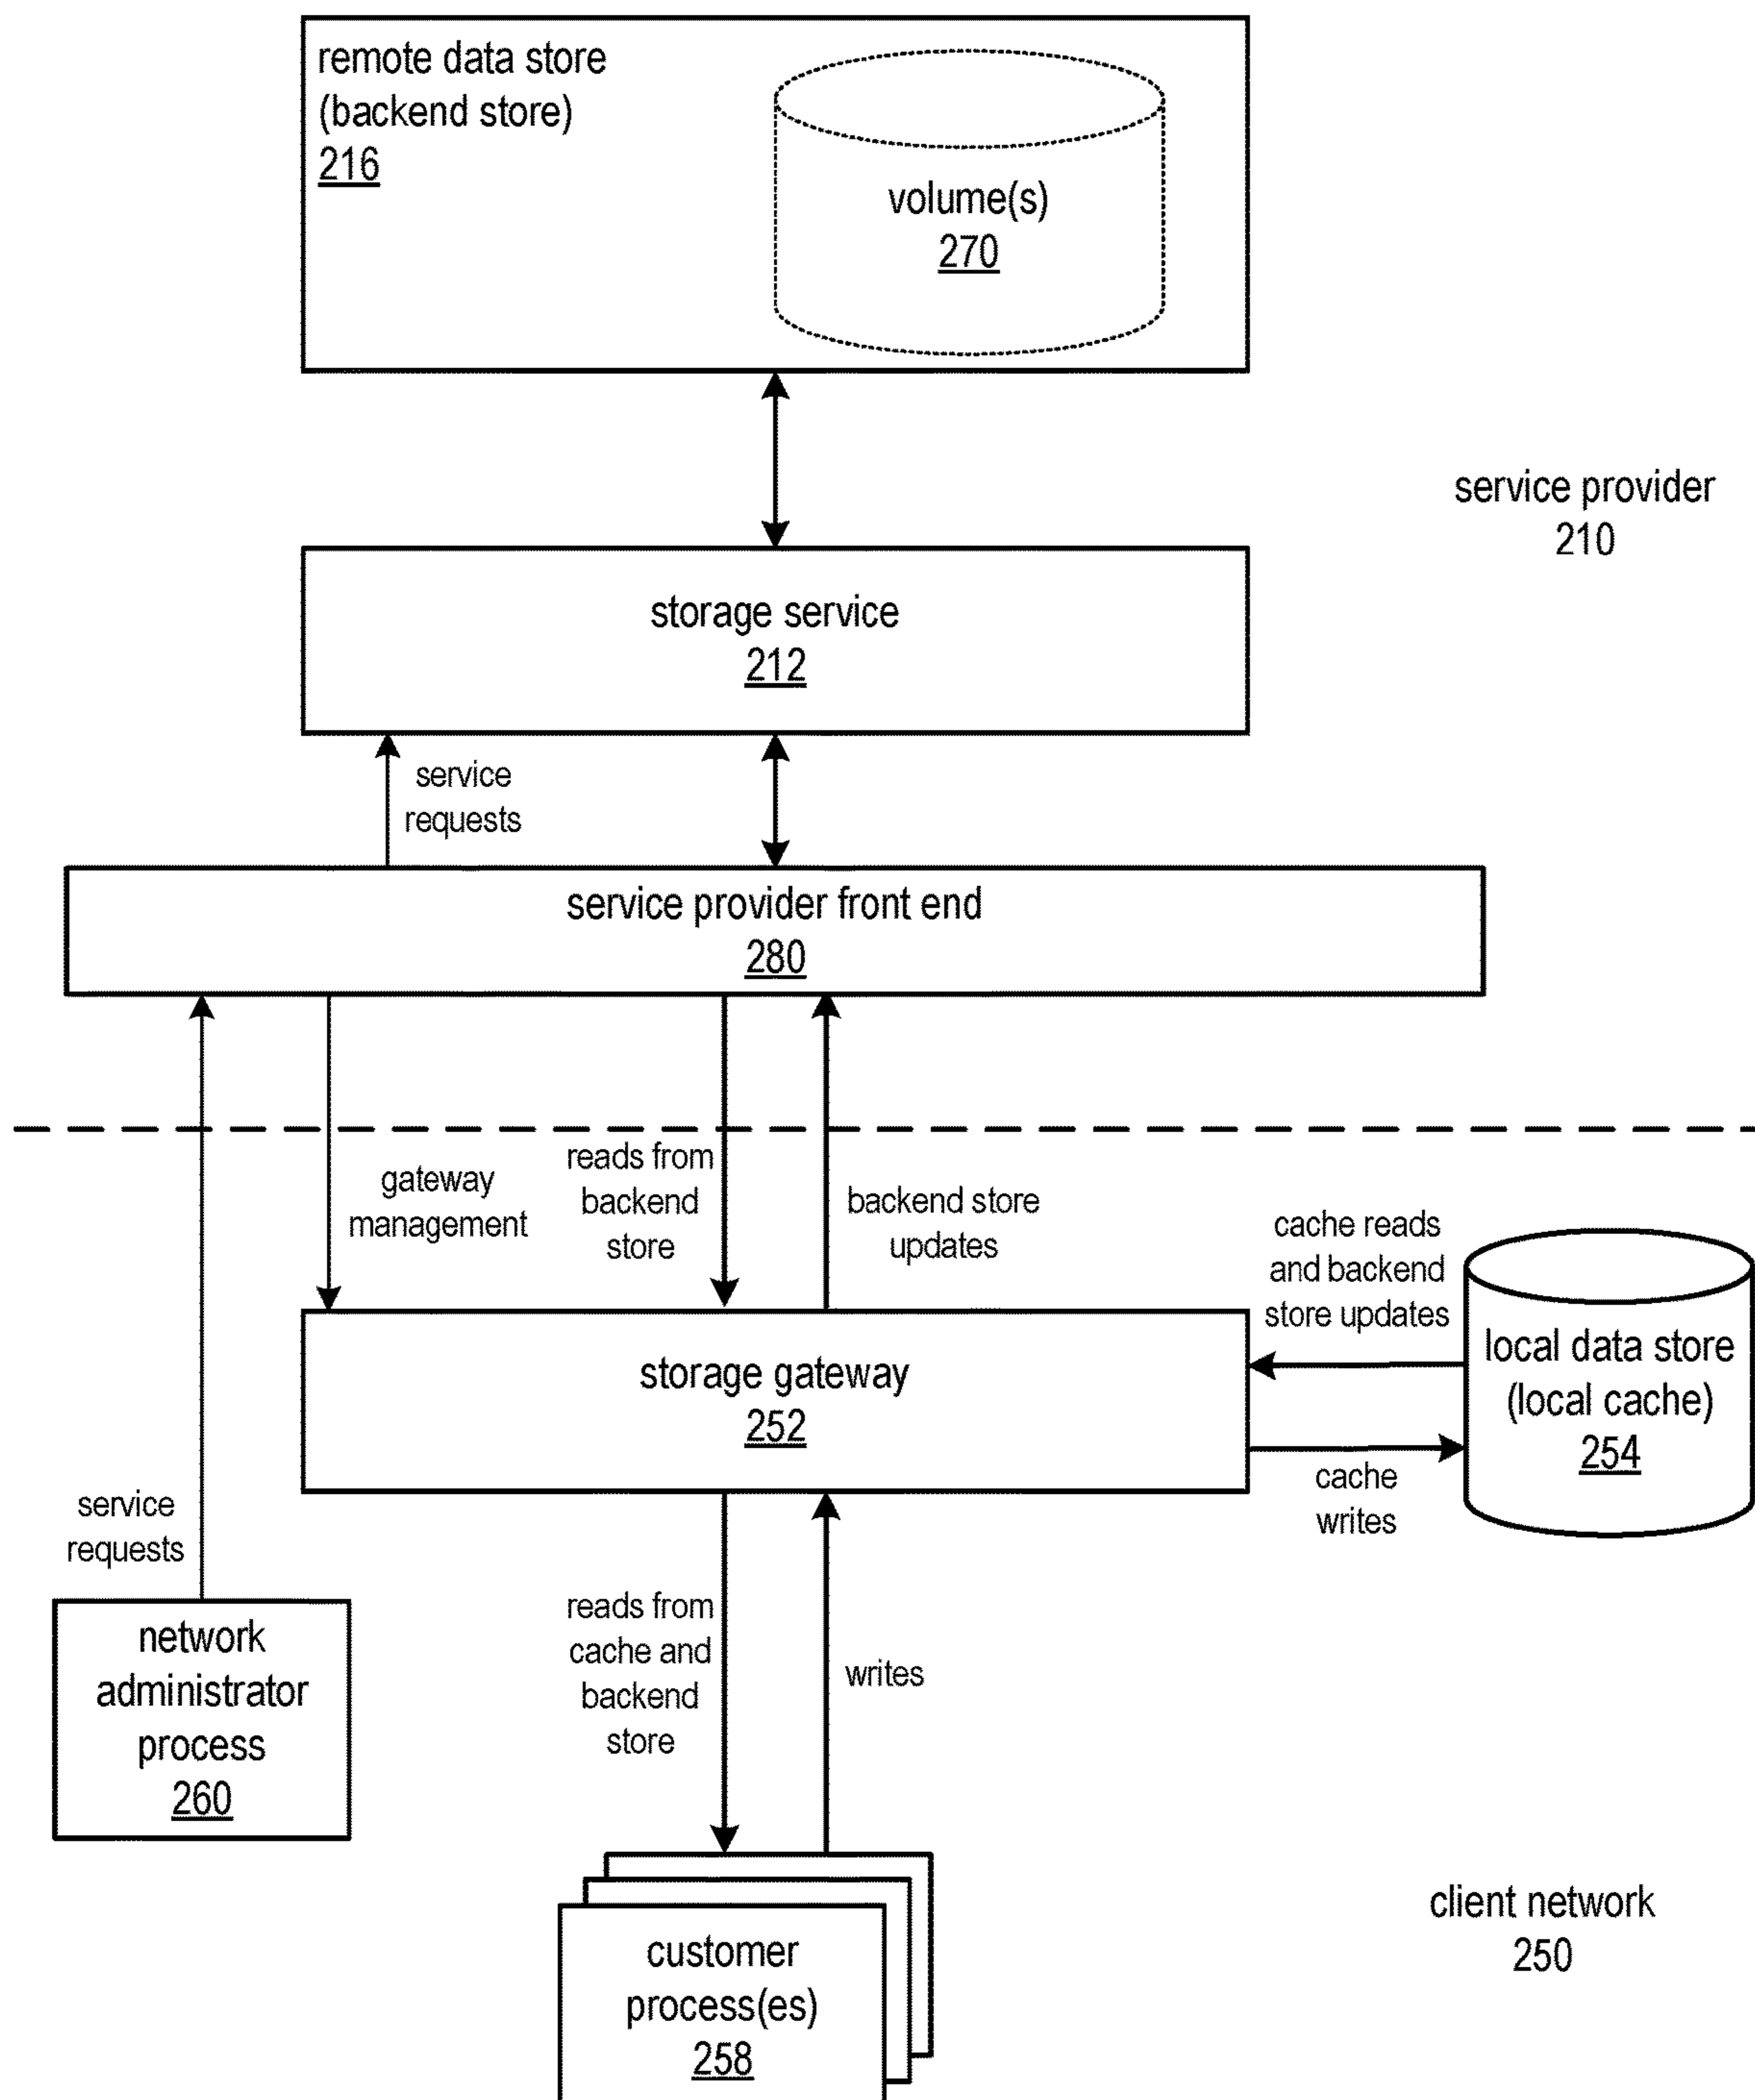 remote data store
(backend store)
216
volume(s)
270
service provider
210
storage service
212
service
requests
service provider front end
280
gateway
management
reads from
backend
store
backend store
updates
cache reads
and backend
store updates
local data store
(local cache)
254
storage gateway
252
cache
writes
service
requests
network
administrator
process
260
reads from
cache and
backend
store
writes
customer
process(es)
258
client network
250